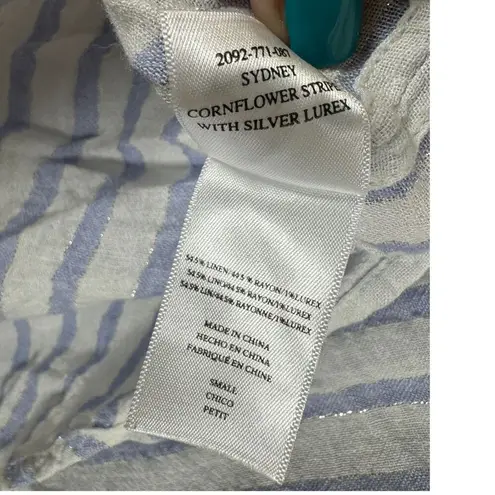 2092-771-087
SYDNEY
CORNFLOWER STRIPE
WITH SILVER LUREX
54.5% LINEN/44.5 % RAYON/1%LUREX
54.5% LINO/44.5% RAYON/1%LUREX
54.5% LIN/44.5% RAYONNE/1%LUREX
MADE IN CHINA
HECHO EN CHINA
FABRIQUÉ EN CHINE
SMALL
CHICO
PETIT